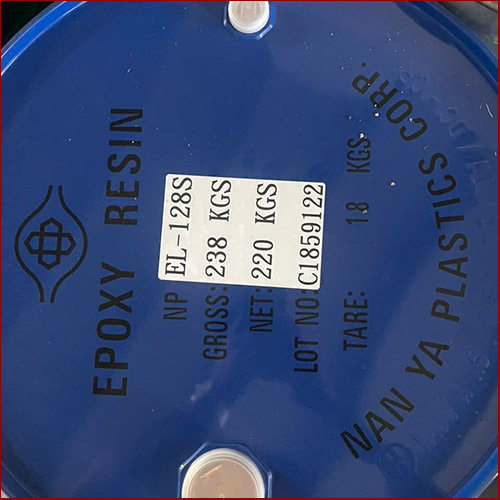 EPOXY RESIN
NP EL-128S
GROSS: 238 KGS
NET: 220 KGS
LOT NO: C1859122
TARE: 18 KGS
NAN YA PLASTICS CORP.